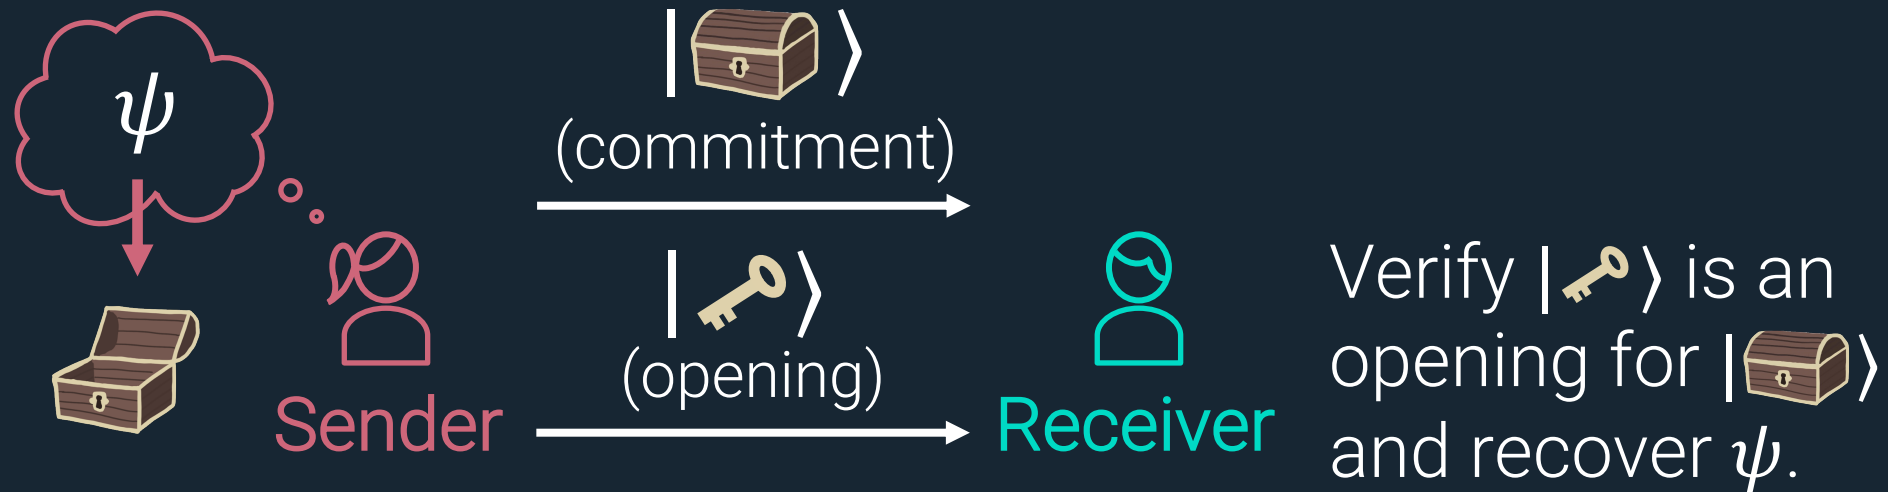 ψ
| ⟩
(commitment)
| ⟩
(opening)
Sender
Receiver
Verify | ⟩ is an
opening for | ⟩
and recover ψ.